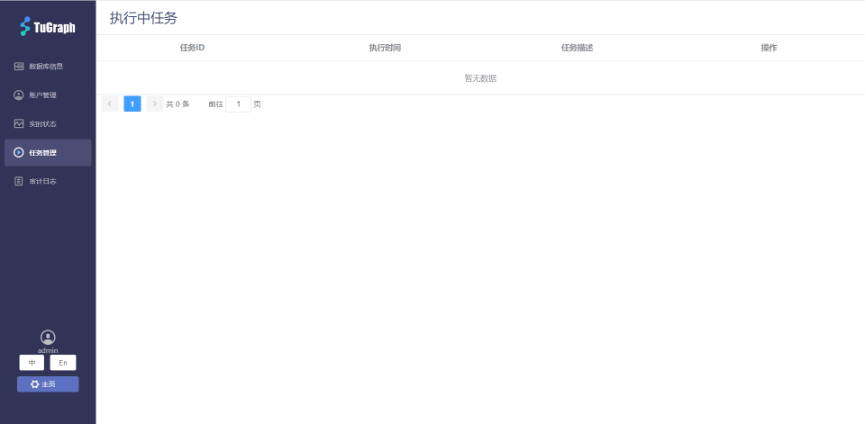 TuGraph
数据库信息
账户管理
实时状态
任务管理
审计日志
admin
中 En
主页
执行中任务
任务ID 执行时间 任务描述 操作
暂无数据
1 共 0 条 前往 1 页